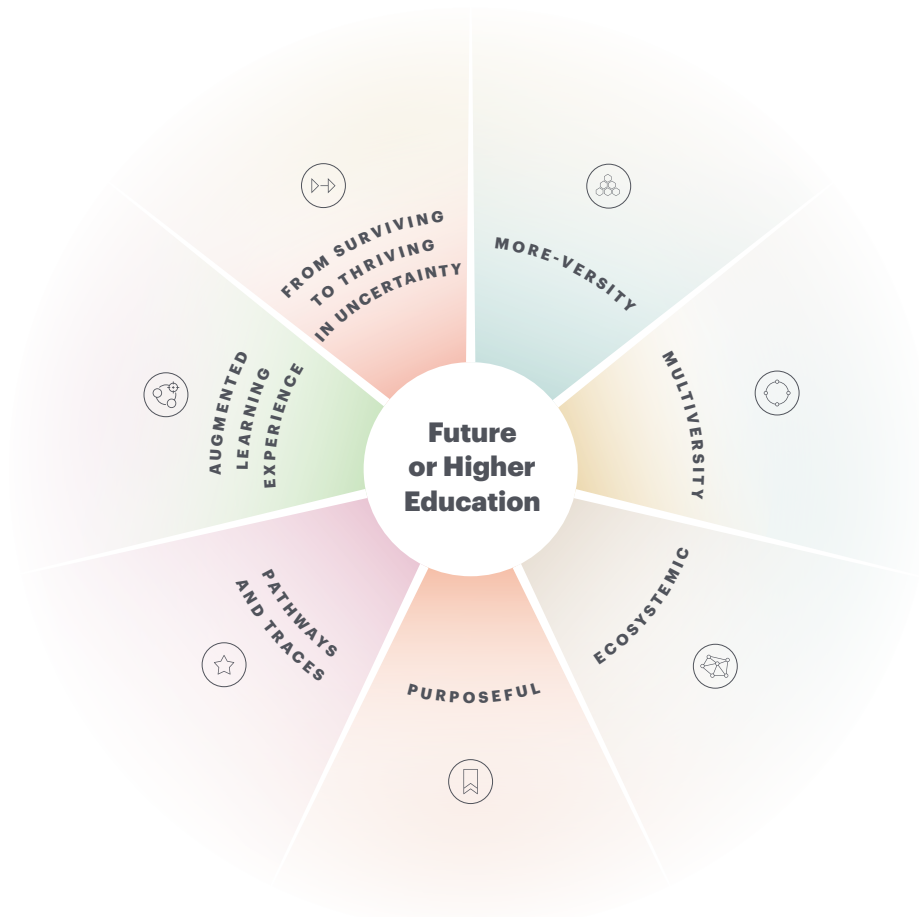 Future
or Higher
Education
MORE-VERSITY
MULTIVERSITY
ECOSYSTEMIC
PURPOSEFUL
PATHWAYS
AND TRACES
AUGMENTED
LEARNING
EXPERIENCE
FROM SURVIVING
TO THRIVING
IN UNCERTAINTY